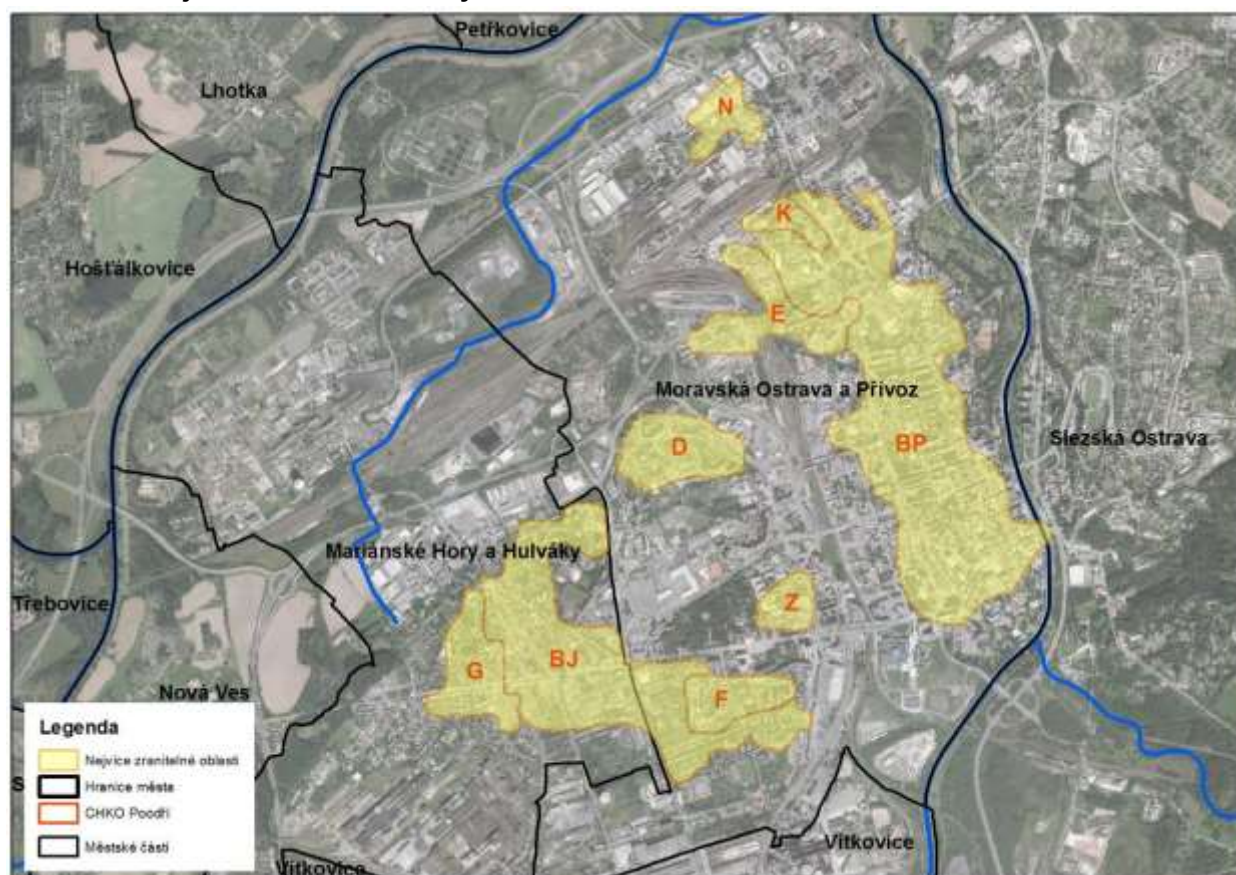 Petřkovice
Lhotka
N
K
Hošťálkovice
E
Moravská Ostrava a Přívoz
D
BP
Slezská Ostrava
Mariánské Hory a Hulváky
Třebovice
Z
G
BJ
F
Nová Ves
Legenda
Nejvíce zranitelné oblasti
Hranice města
CHKO Poodří
Městské části
S
Vítkovice
Vítkovice